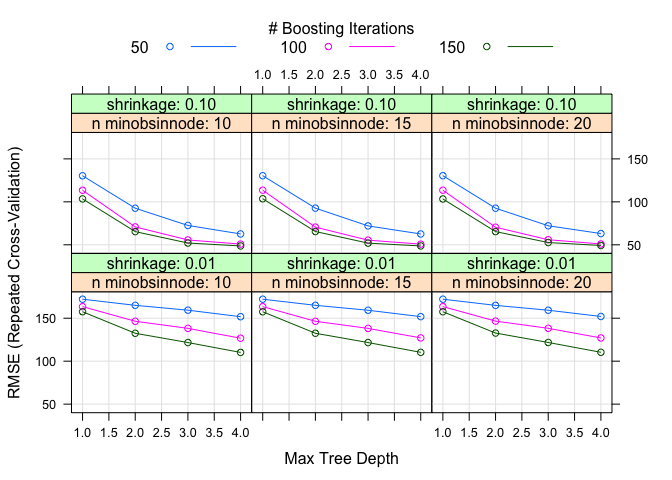 # Boosting Iterations
50 100 150
1.0 1.5 2.0 2.5 3.0 3.5 4.0
shrinkage: 0.10 shrinkage: 0.10 shrinkage: 0.10
n minobsinnode: 10 n minobsinnode: 15 n minobsinnode: 20
150
100
50
shrinkage: 0.01 shrinkage: 0.01 shrinkage: 0.01
n minobsinnode: 10 n minobsinnode: 15 n minobsinnode: 20
150
100
50
1.0 1.5 2.0 2.5 3.0 3.5 4.0 1.0 1.5 2.0 2.5 3.0 3.5 4.0
RMSE (Repeated Cross-Validation)
Max Tree Depth